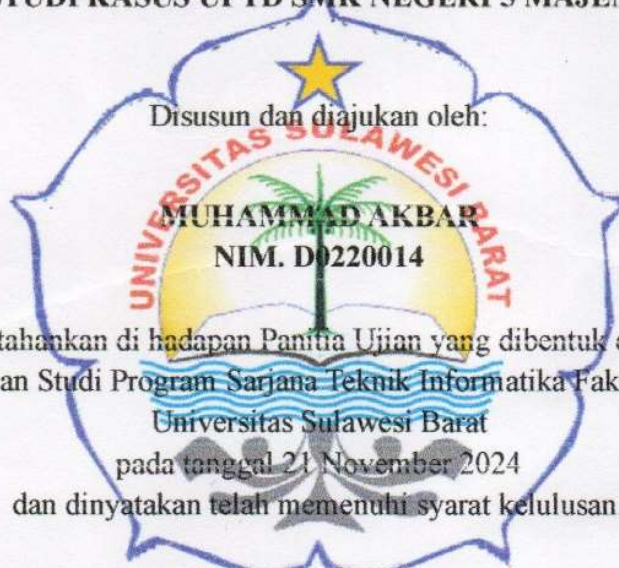 STUDI KASUS UPTD SMK NEGERI 5 MAJEN
Disusun dan diajukan oleh:
UNIVERSITAS SULAWESI BARAT
MUHAMMAD AKBAR
NIM. D0220014
tahankan di hadapan Panitia Ujian yang dibentuk
an Studi Program Sarjana Teknik Informatika Fak
Universitas Sulawesi Barat
pada tanggal 21 November 2024
dan dinyatakan telah memenuhi syarat kelulusan